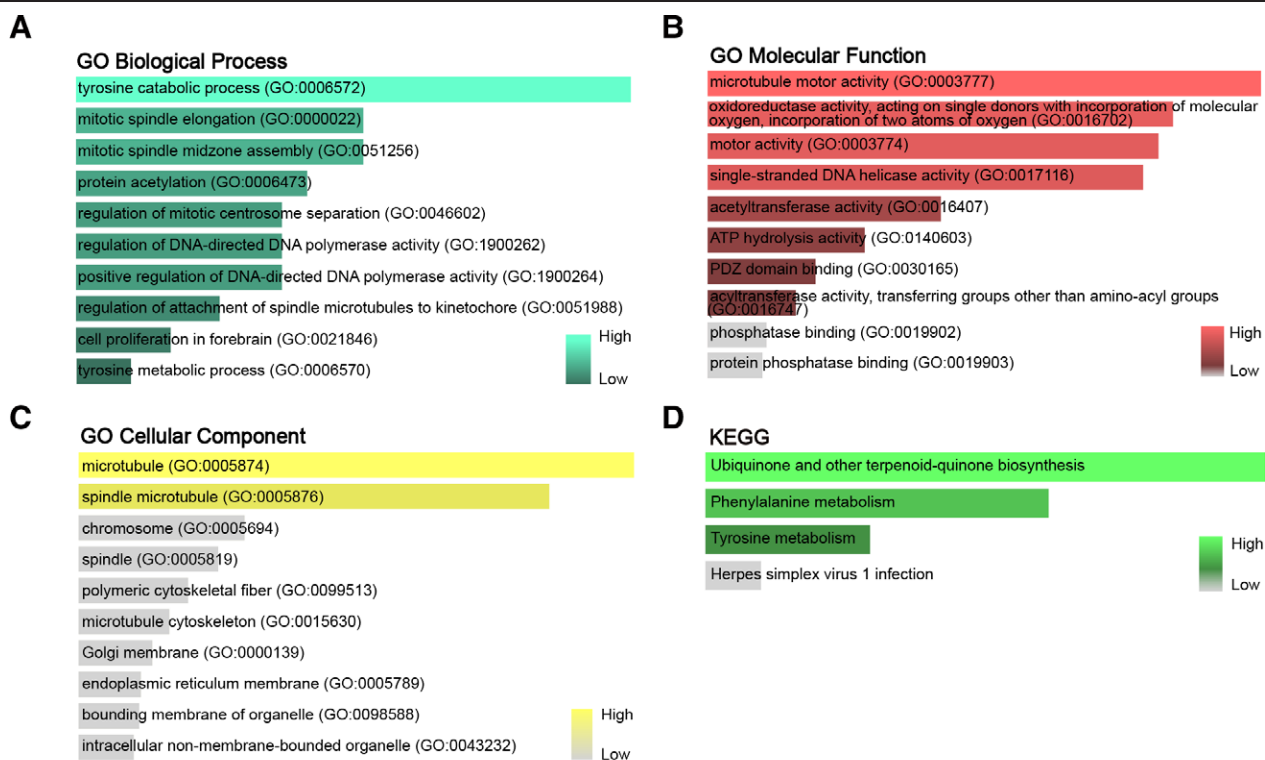 A
GO Biological Process
tyrosine catabolic process (GO:0006572)
mitotic spindle elongation (GO:0000022)
mitotic spindle midzone assembly (GO:0051256)
protein acetylation (GO:0006473)
regulation of mitotic centrosome separation (GO:0046602)
regulation of DNA-directed DNA polymerase activity (GO:1900262)
positive regulation of DNA-directed DNA polymerase activity (GO:1900264)
regulation of attachment of spindle microtubules to kinetochore (GO:0051988)
cell proliferation in forebrain (GO:0021846)
tyrosine metabolic process (GO:0006570)
High
Low
B
GO Molecular Function
microtubule motor activity (GO:0003777)
oxidoreductase activity, acting on single donors with incorporation of molecular
oxygen, incorporation of two atoms of oxygen (GO:0016702)
motor activity (GO:0003774)
single-stranded DNA helicase activity (GO:0017116)
acetyltransferase activity (GO:0016407)
ATP hydrolysis activity (GO:0140603)
PDZ domain binding (GO:0030165)
acyltransferase activity, transferring groups other than amino-acyl groups
(GO:0016747)
phosphatase binding (GO:0019902)
protein phosphatase binding (GO:0019903)
High
Low
C
GO Cellular Component
microtubule (GO:0005874)
spindle microtubule (GO:0005876)
chromosome (GO:0005694)
spindle (GO:0005819)
polymeric cytoskeletal fiber (GO:0099513)
microtubule cytoskeleton (GO:0015630)
Golgi membrane (GO:0000139)
endoplasmic reticulum membrane (GO:0005789)
bounding membrane of organelle (GO:0098588)
intracellular non-membrane-bounded organelle (GO:0043232)
High
Low
D
KEGG
Ubiquinone and other terpenoid-quinone biosynthesis
Phenylalanine metabolism
Tyrosine metabolism
Herpes simplex virus 1 infection
High
Low